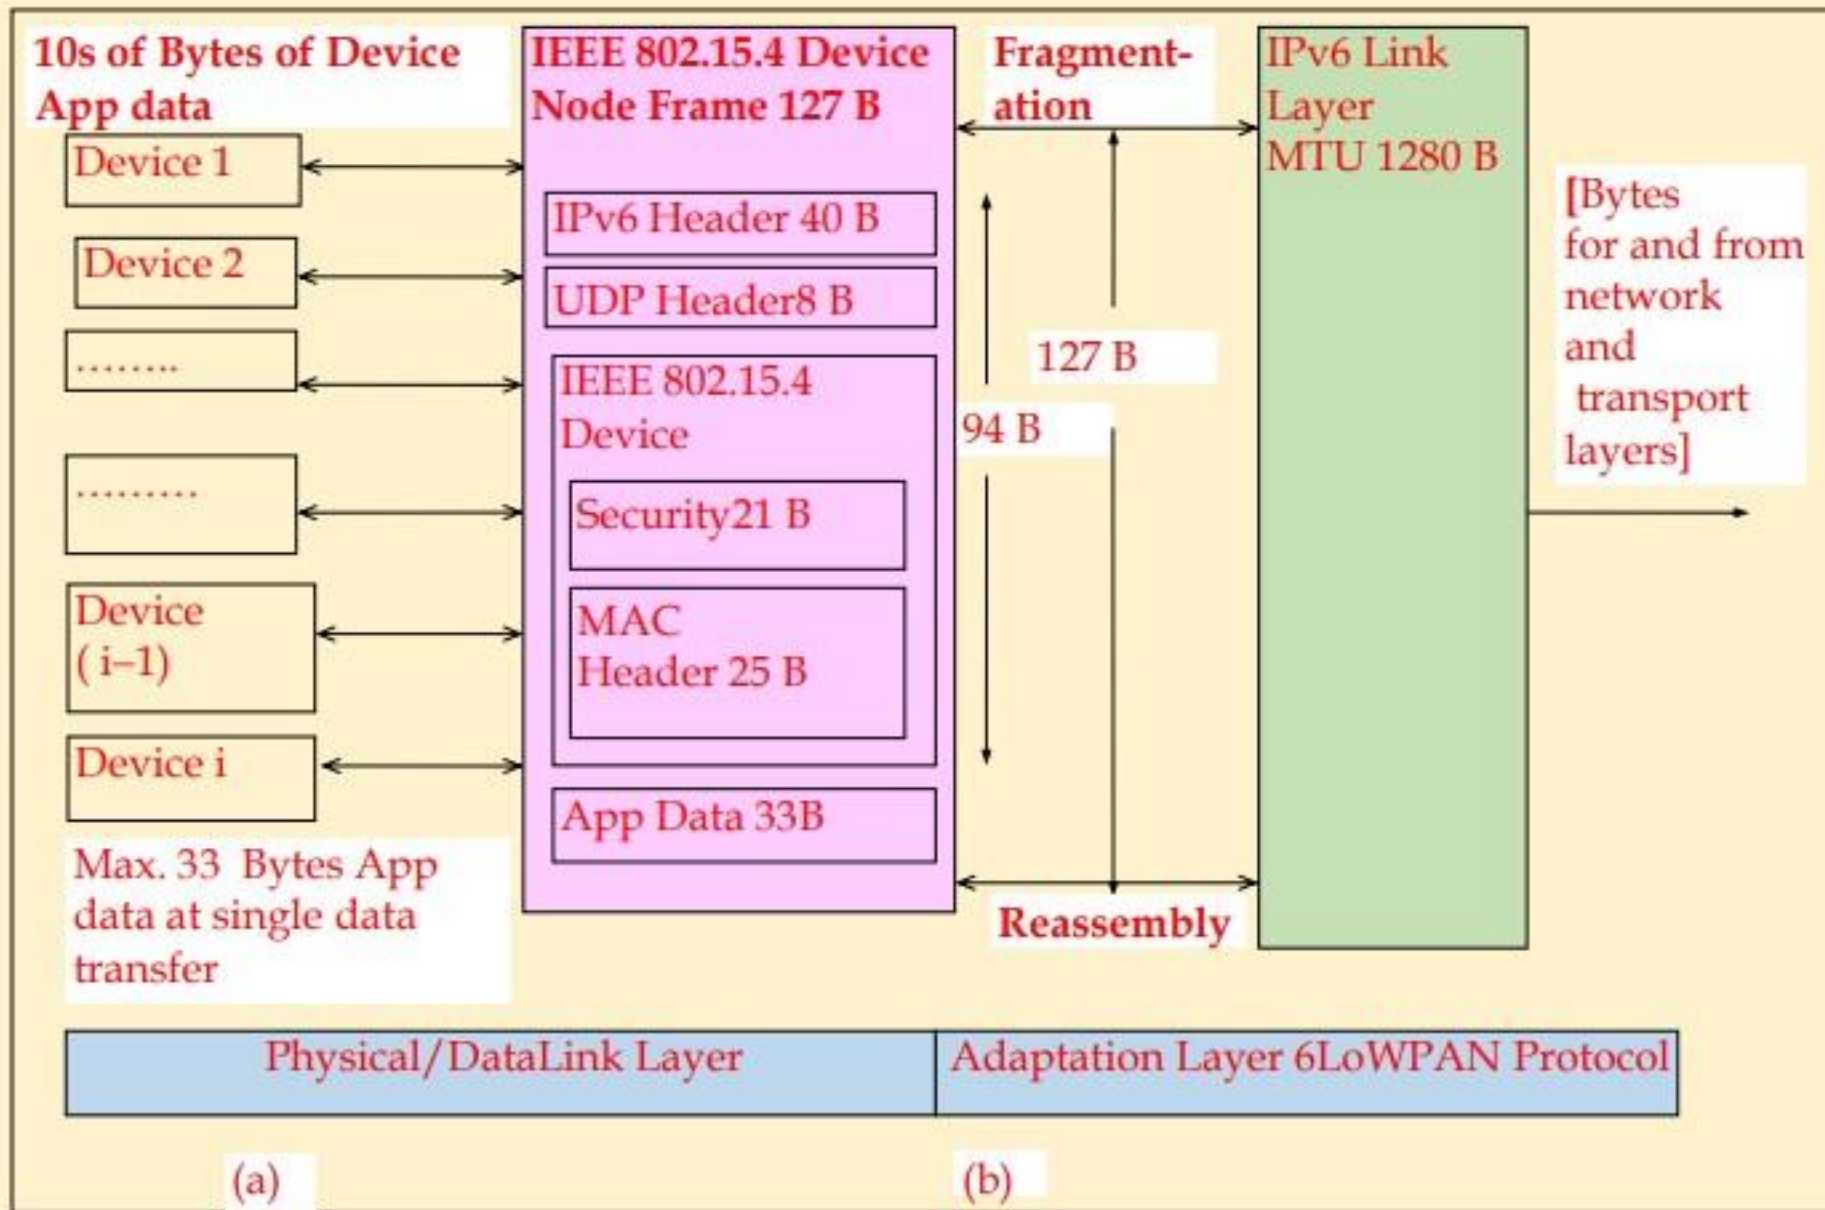 10s of Bytes of Device
App data
Device 1
Device 2
........
.........
Device
( i–1)
Device i
Max. 33 Bytes App
data at single data
transfer
IEEE 802.15.4 Device
Node Frame 127 B
IPv6 Header 40 B
UDP Header8 B
IEEE 802.15.4
Device
Security21 B
MAC
Header 25 B
App Data 33B
Fragment-
ation
127 B
94 B
Reassembly
IPv6 Link
Layer
MTU 1280 B
[Bytes
for and from
network
and
transport
layers]
Physical/DataLink Layer
Adaptation Layer 6LoWPAN Protocol
(a)
(b)